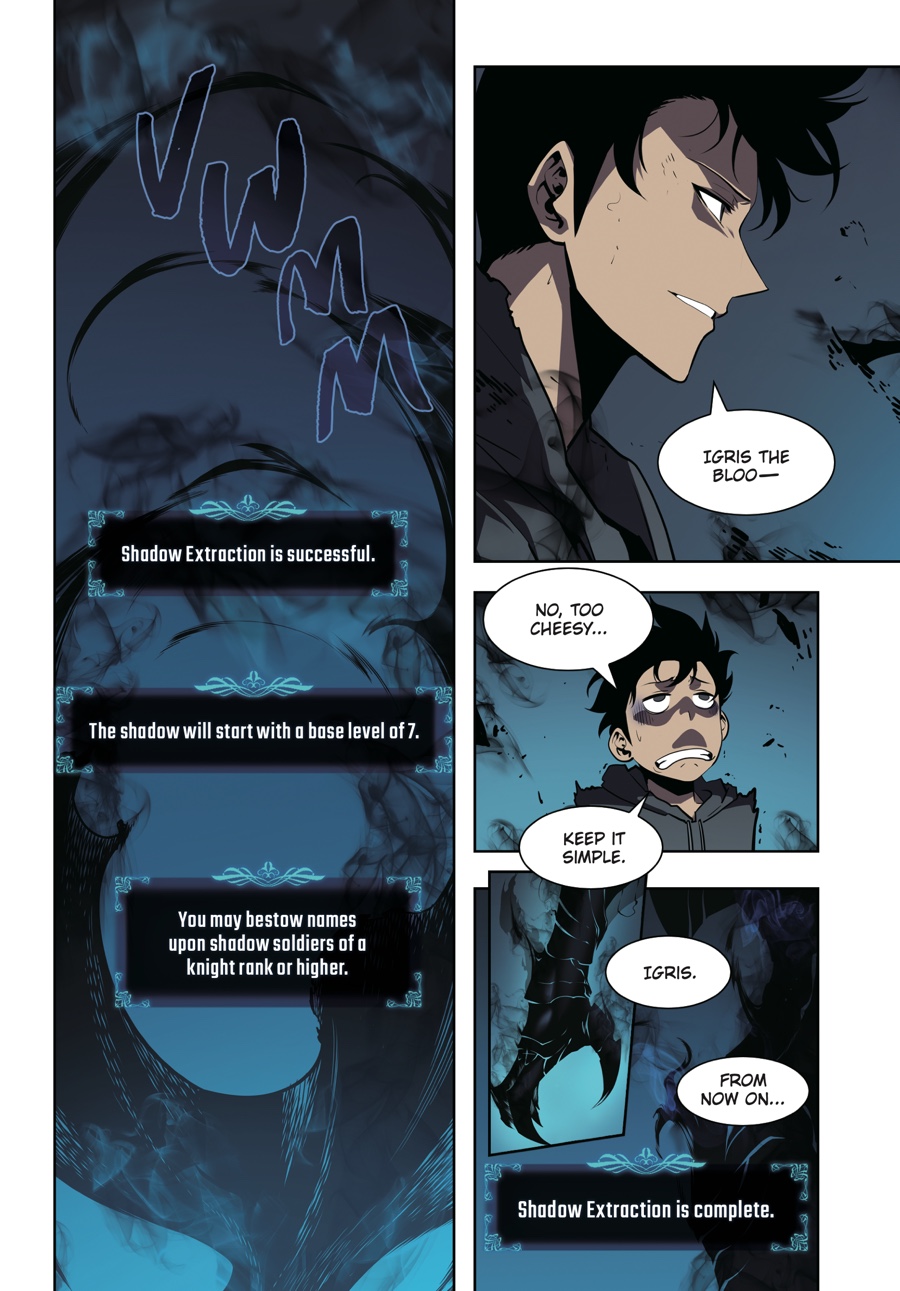 VWMM
Shadow Extraction is successful.
The shadow will start with a base level of 7.
You may bestow names
upon shadow soldiers of a
knight rank or higher.
IGRIS THE
BLOO—
NO, TOO
CHEESY...
KEEP IT
SIMPLE.
IGRIS.
FROM
NOW ON...
Shadow Extraction is complete.